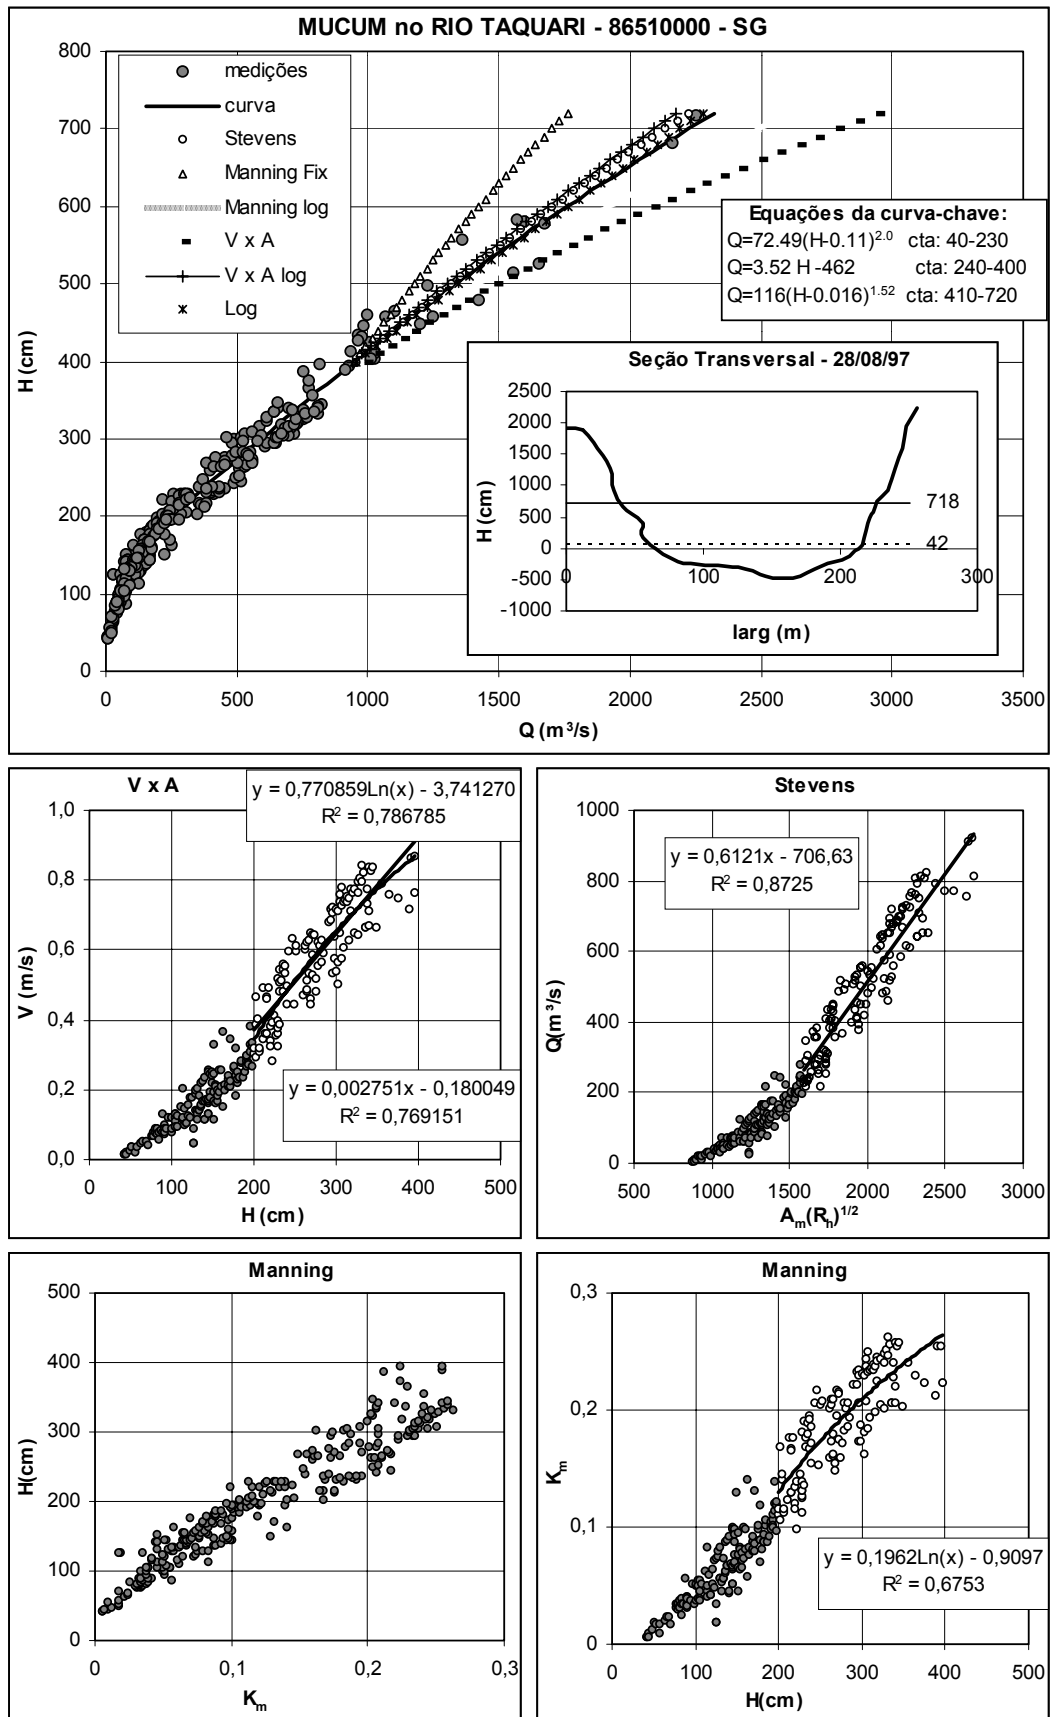 MUCUM no RIO TAQUARI - 86510000 - SG
800
700
600
500
400
300
200
100
0
H (cm)
medições
curva
Stevens
Manning Fix
Manning log
V x A
V x A log
Log
Equações da curva-chave:
Q=72.49(H-0.11)^2.0 cta: 40-230
Q=3.52 H -462 cta: 240-400
Q=116(H-0.016)^1.52 cta: 410-720
Seção Transversal - 28/08/97
2500
2000
1500
1000
500
0
-500
-1000
H (cm)
718
42
0 100 200 300
larg (m)
0 500 1000 1500 2000 2500 3000 3500
Q (m³/s)
V x A
y = 0,770859Ln(x) - 3,741270
R² = 0,786785
1,0
0,8
0,6
0,4
0,2
0,0
V (m/s)
y = 0,002751x - 0,180049
R² = 0,769151
0 100 200 300 400 500
H (cm)
Stevens
1000
800
600
400
200
0
Q(m³/s)
y = 0,6121x - 706,63
R² = 0,8725
500 1000 1500 2000 2500 3000
Am(Rh)^1/2
Manning
500
400
300
200
100
0
H(cm)
0 0,1 0,2 0,3
Km
Manning
0,3
0,2
0,1
0
Km
y = 0,1962Ln(x) - 0,9097
R² = 0,6753
0 100 200 300 400 500
H(cm)